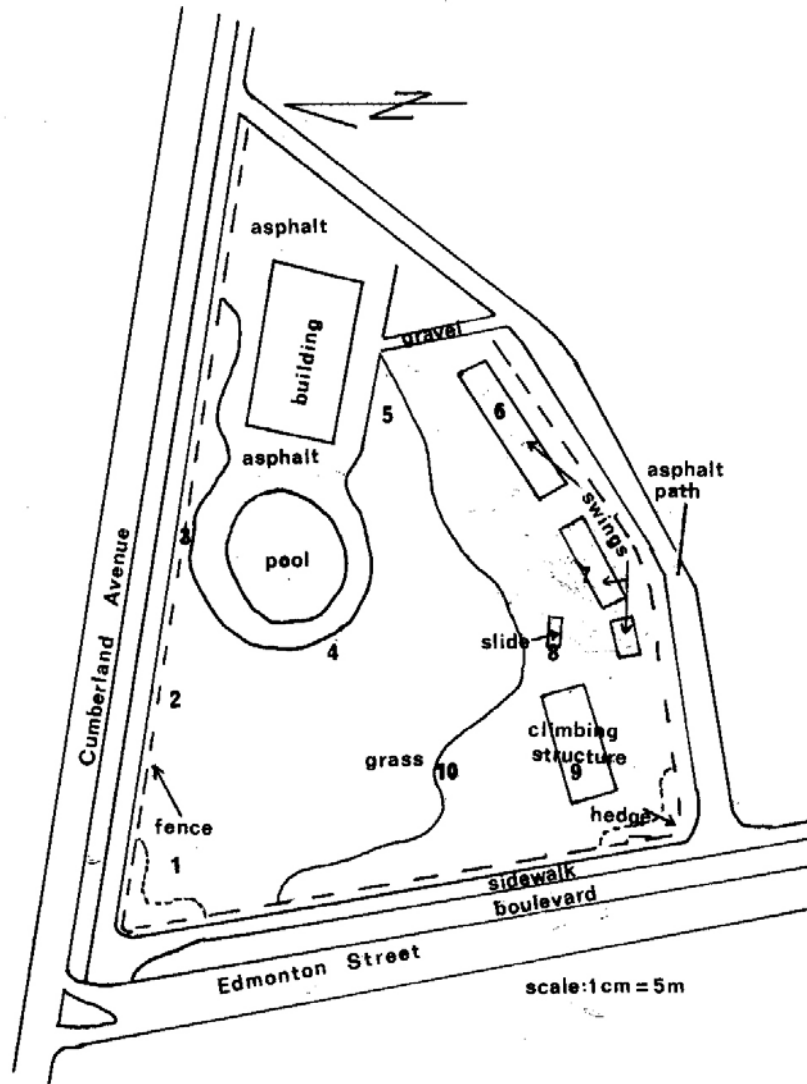 asphalt
building
gravel
5
6
asphalt
asphalt
path
swings
3
pool
7
Cumberland Avenue
slide
8
4
2
climbing
structure
grass
10
9
fence
hedge
1
sidewalk
boulevard
Edmonton Street
scale:1cm=5m